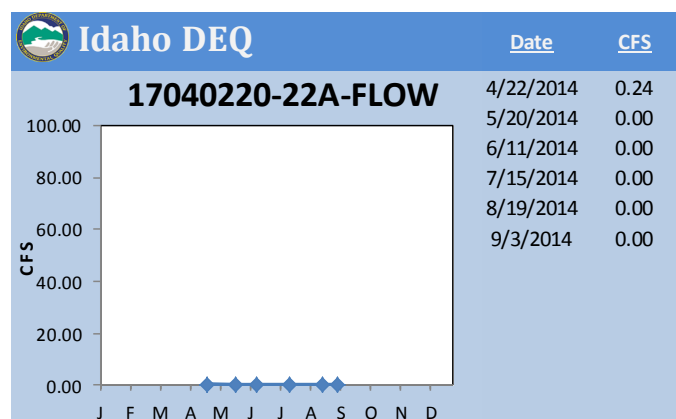 Idaho DEQ
Date CFS
17040220-22A-FLOW
4/22/2014 0.24
5/20/2014 0.00
6/11/2014 0.00
7/15/2014 0.00
8/19/2014 0.00
9/3/2014 0.00
100.00
80.00
60.00
40.00
20.00
0.00
CFS
J F M A M J J A S O N D